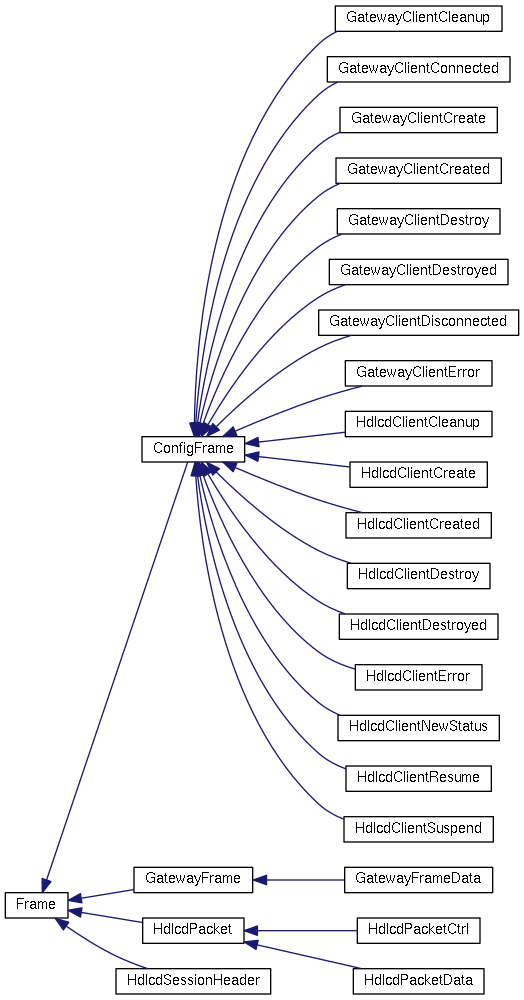 GatewayClientCleanup
GatewayClientConnected
GatewayClientCreate
GatewayClientCreated
GatewayClientDestroy
GatewayClientDestroyed
GatewayClientDisconnected
GatewayClientError
HdlcdClientCleanup
ConfigFrame
HdlcdClientCreate
HdlcdClientCreated
HdlcdClientDestroy
HdlcdClientDestroyed
HdlcdClientError
HdlcdClientNewStatus
HdlcdClientResume
HdlcdClientSuspend
GatewayFrame
GatewayFrameData
Frame
HdlcdPacket
HdlcdPacketCtrl
HdlcdSessionHeader
HdlcdPacketData